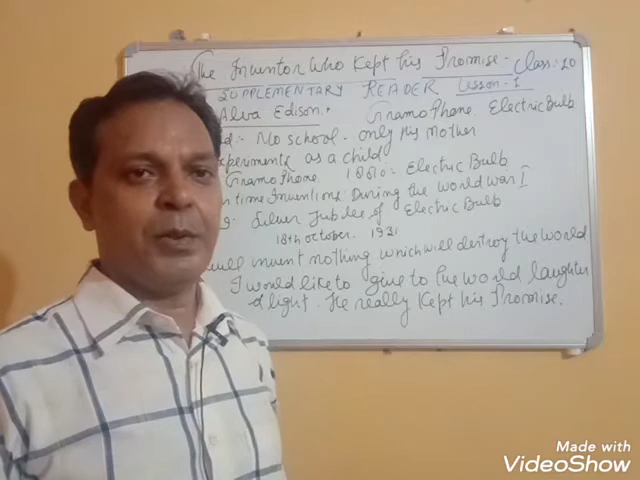 The Inventor Who Kept his Promise - Class: 10
SUPPLEMENTARY READER Lesson-1
Alva Edison. Gramophone Electric Bulb
No school - only his mother
experiments as a child
Gramophone 1880: Electric Bulb
time Inventions: During the world war I
Silver Jubilee of Electric Bulb
18th october. 1931
will invent nothing which will destroy the world
I would like to give to the world laughter
& light. He really kept his Promise.
Made with
VideoShow